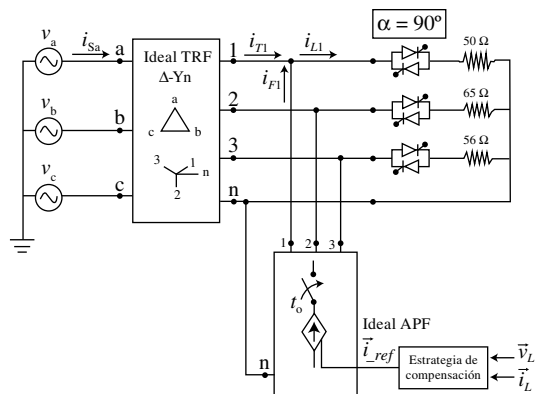 α = 90º
v_a
i_Sa
a
Ideal TRF
Δ-Yn
1
i_T1
i_L1
50 Ω
i_F1
a
c
b
v_b
b
2
65 Ω
3
1
n
2
3
56 Ω
v_c
c
n
1
2
3
t_o
Ideal APF
i_ref
n
Estrategia de
compensación
v_L
i_L